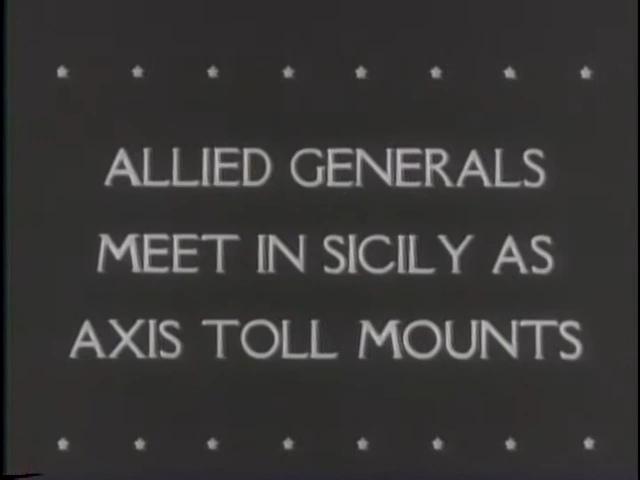 ALLIED GENERALS
MEET IN SICILY AS
AXIS TOLL MOUNTS